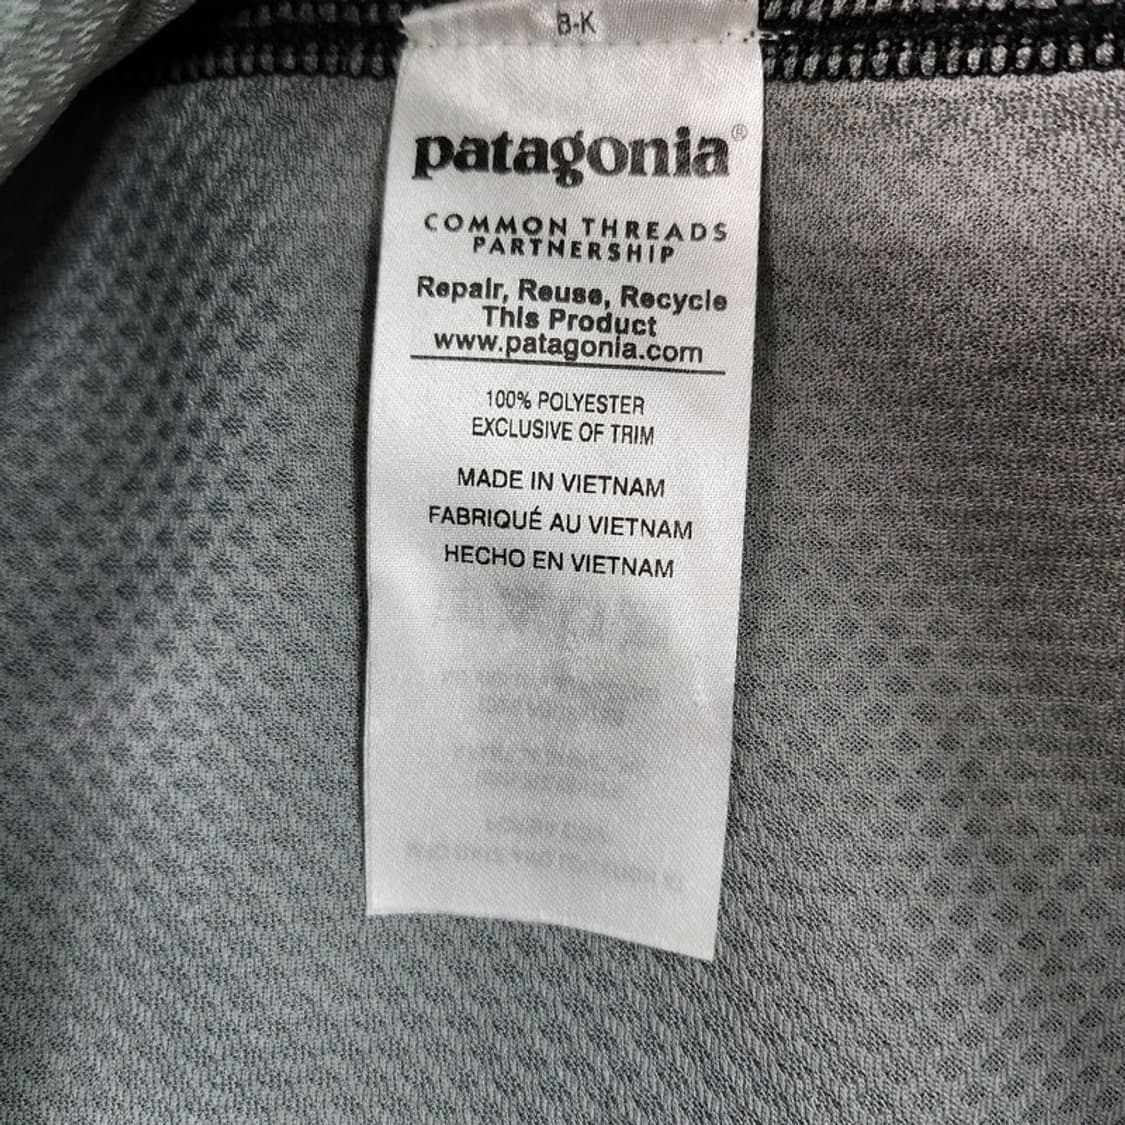 B-K
patagonia®
COMMON THREADS
PARTNERSHIP
Repair, Reuse, Recycle
This Product
www.patagonia.com
100% POLYESTER
EXCLUSIVE OF TRIM
MADE IN VIETNAM
FABRIQUÉ AU VIETNAM
HECHO EN VIETNAM